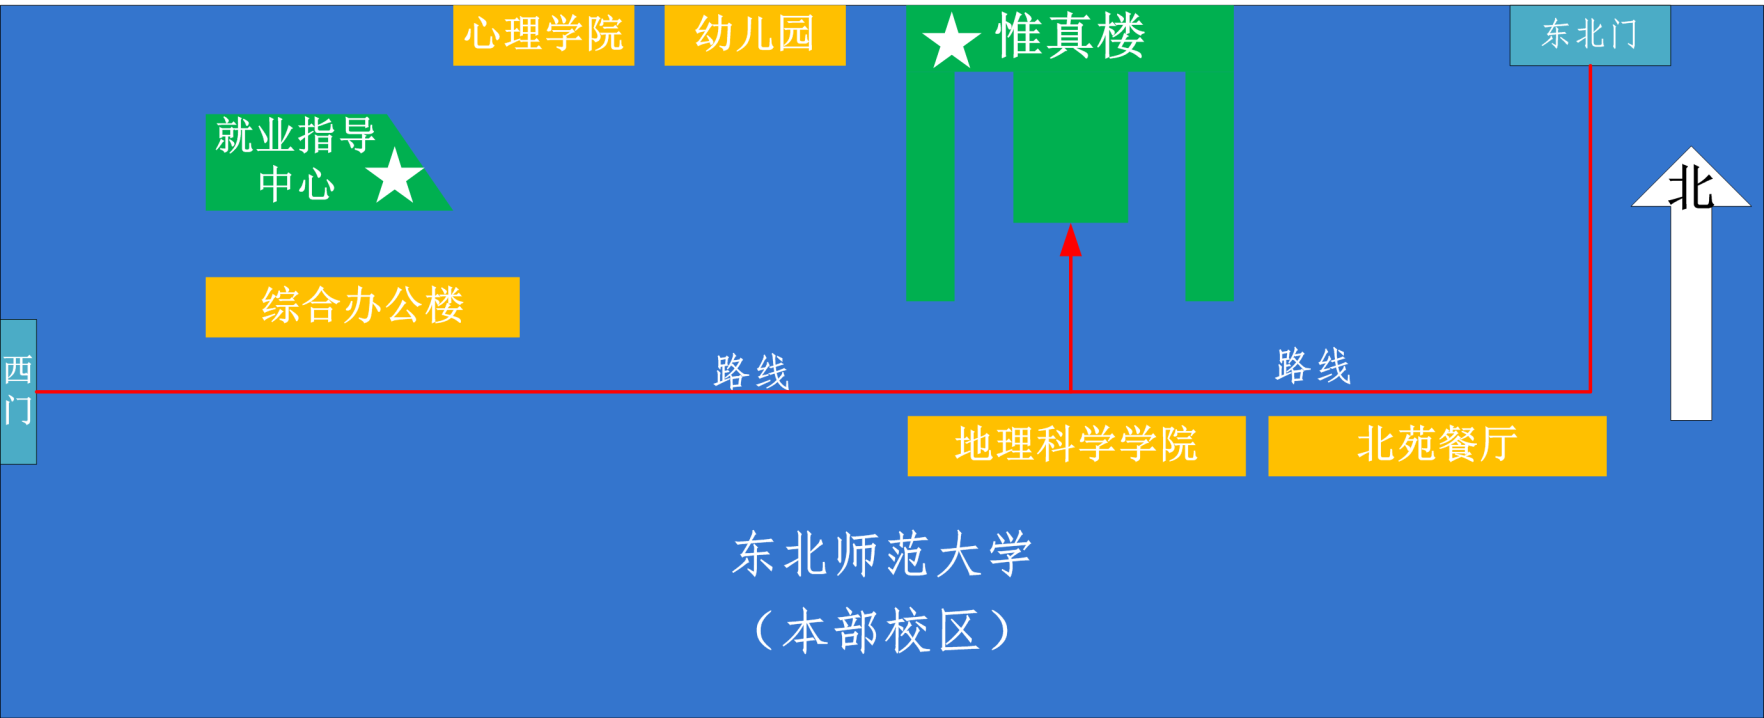 心理学院
幼儿园
惟真楼
东北门
就业指导
中心
北
综合办公楼
西
门
路线
路线
地理科学学院
北苑餐厅
东北师范大学
（本部校区）